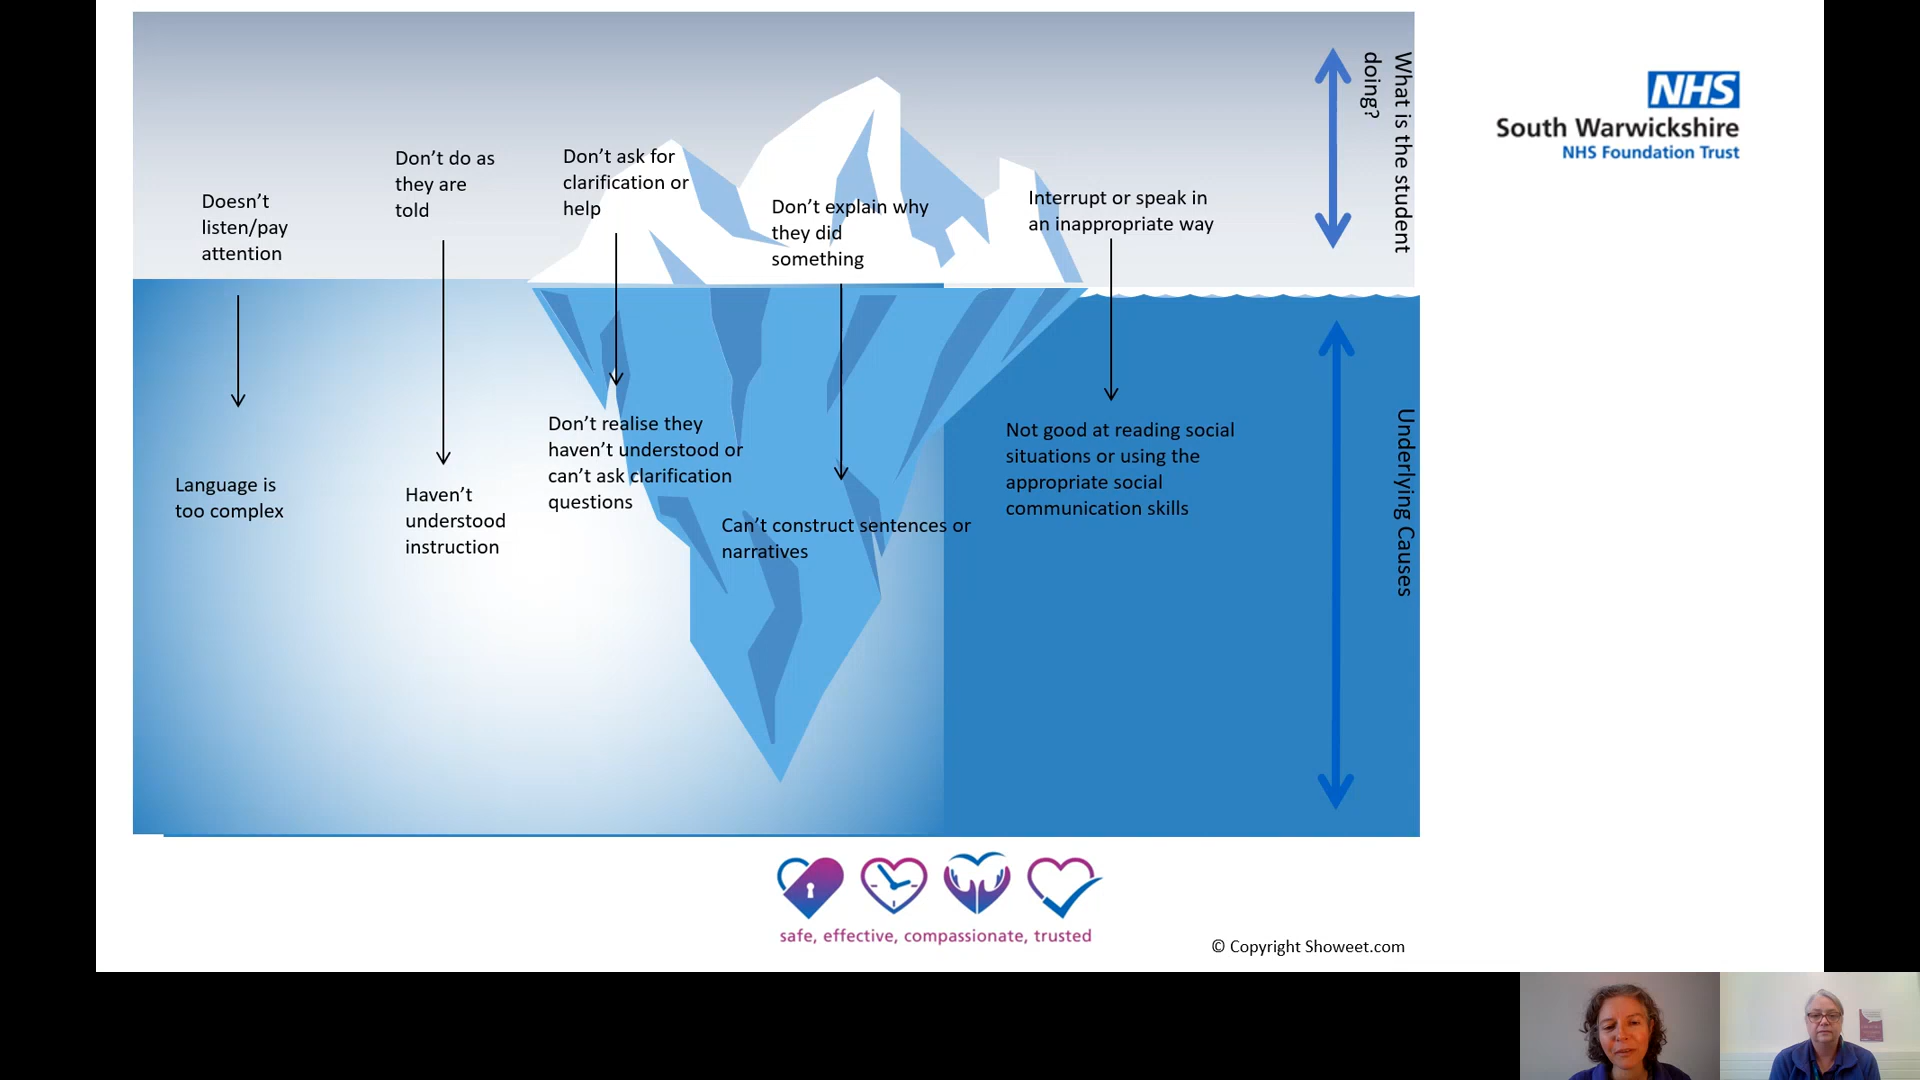 What is the student
doing?
NHS
South Warwickshire
NHS Foundation Trust
Doesn’t
listen/pay
attention
Don’t do as
they are
told
Don’t ask for
clarification or
help
Don’t explain why
they did
something
Interrupt or speak in
an inappropriate way
Language is
too complex
Haven’t
understood
instruction
Don’t realise they
haven’t understood or
can’t ask clarification
questions
Can’t construct sentences or
narratives
Not good at reading social
situations or using the
appropriate social
communication skills
Underlying Causes
safe, effective, compassionate, trusted
© Copyright Showeet.com